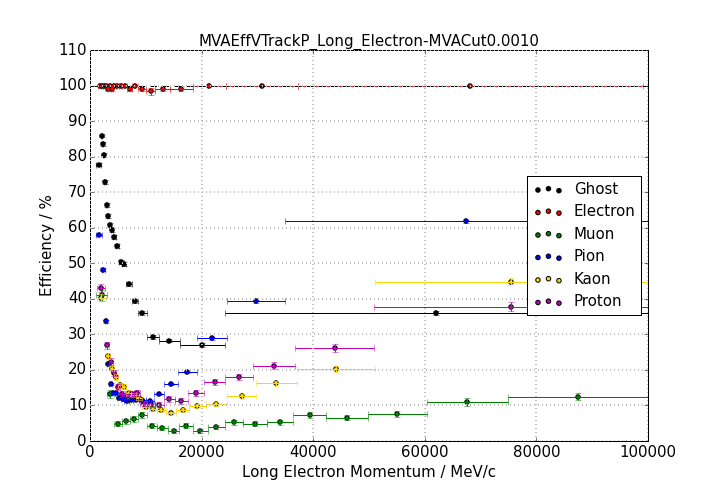 MVAEffVTrackP_Long_Electron-MVACut0.0010
110
100
90
80
70
60
50
40
30
20
10
0
Efficiency / %
Ghost
Electron
Muon
Pion
Kaon
Proton
0 20000 40000 60000 80000 100000
Long Electron Momentum / MeV/c